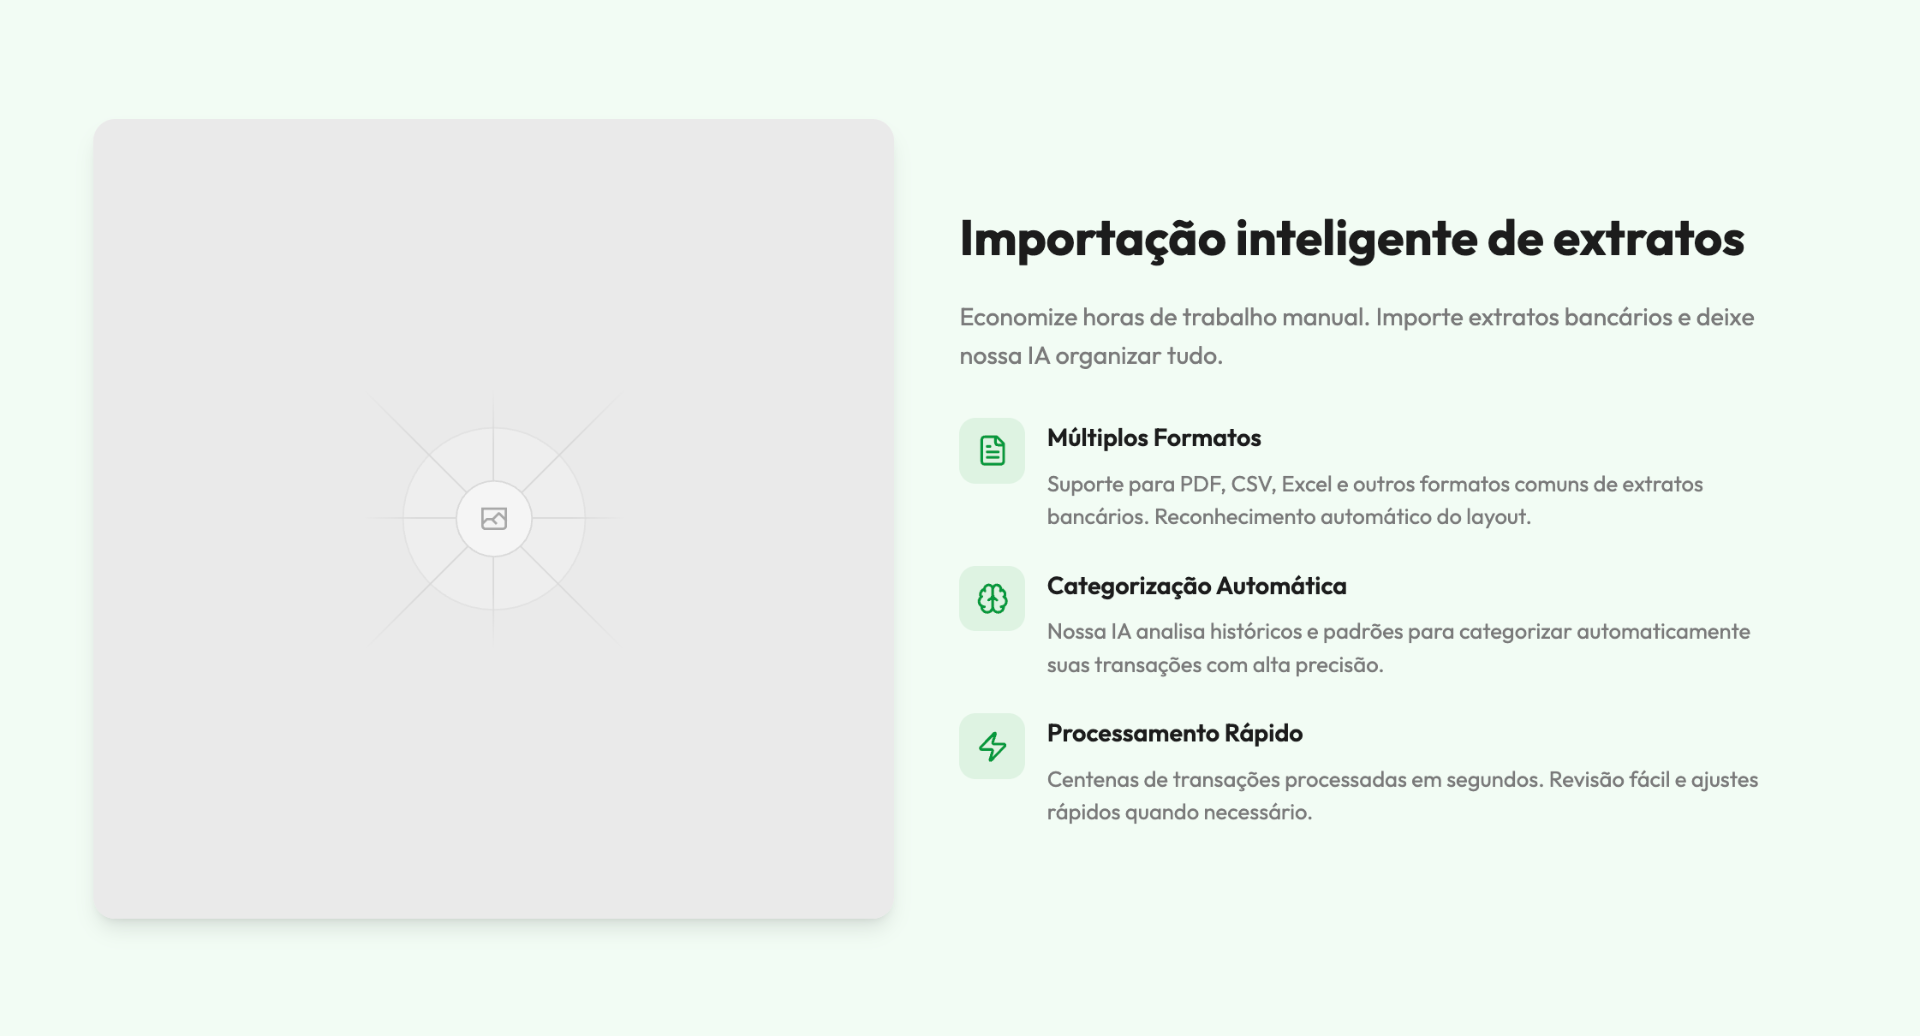 Importação inteligente de extratos
Economize horas de trabalho manual. Importe extratos bancários e deixe
nossa IA organizar tudo.
Múltiplos Formatos
Suporte para PDF, CSV, Excel e outros formatos comuns de extratos
bancários. Reconhecimento automático do layout.
Categorização Automática
Nossa IA analisa históricos e padrões para categorizar automaticamente
suas transações com alta precisão.
Processamento Rápido
Centenas de transações processadas em segundos. Revisão fácil e ajustes
rápidos quando necessário.